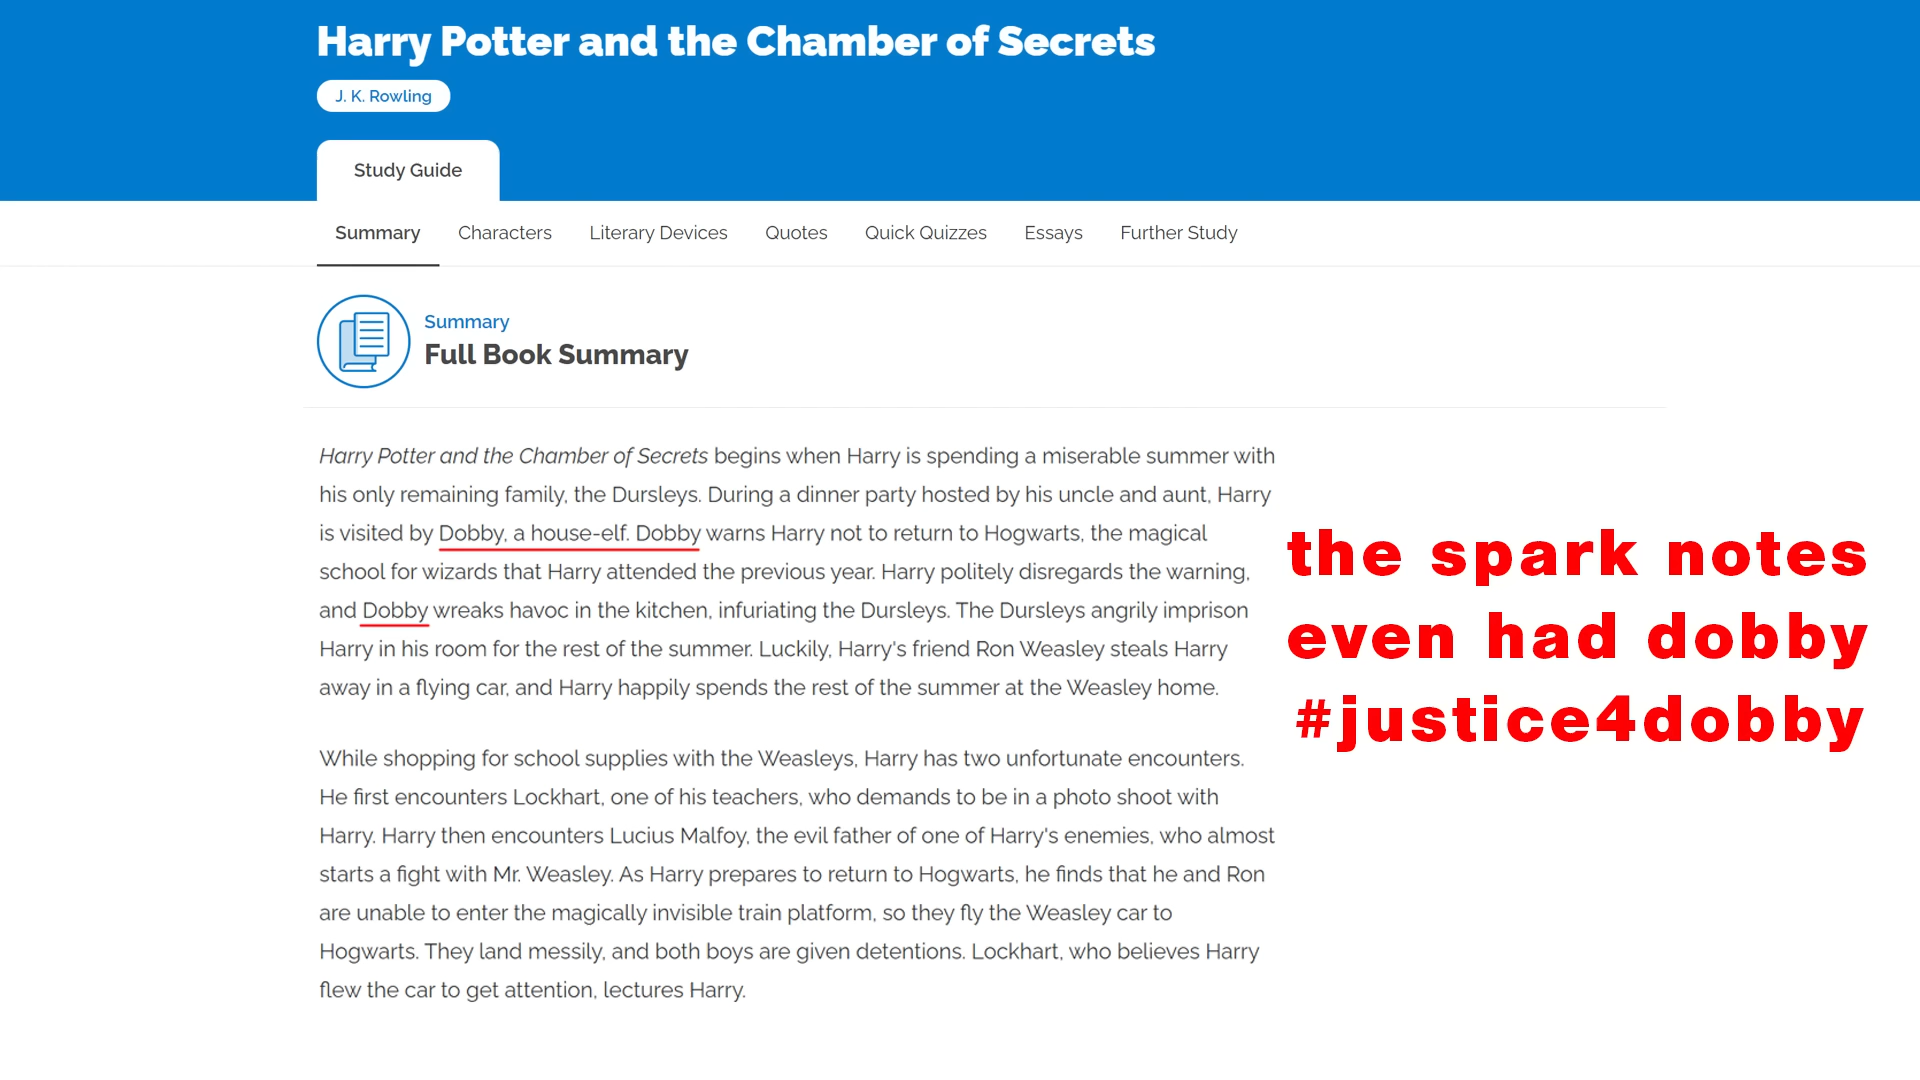 Harry Potter and the Chamber of Secrets
J. K. Rowling
Study Guide
Summary Characters Literary Devices Quotes Quick Quizzes Essays Further Study
Summary
Full Book Summary
Harry Potter and the Chamber of Secrets begins when Harry is spending a miserable summer with
his only remaining family, the Dursleys. During a dinner party hosted by his uncle and aunt, Harry
is visited by Dobby, a house-elf. Dobby warns Harry not to return to Hogwarts, the magical
school for wizards that Harry attended the previous year. Harry politely disregards the warning,
and Dobby wreaks havoc in the kitchen, infuriating the Dursleys. The Dursleys angrily imprison
Harry in his room for the rest of the summer. Luckily, Harry's friend Ron Weasley steals Harry
away in a flying car, and Harry happily spends the rest of the summer at the Weasley home.
While shopping for school supplies with the Weasleys, Harry has two unfortunate encounters.
He first encounters Lockhart, one of his teachers, who demands to be in a photo shoot with
Harry. Harry then encounters Lucius Malfoy, the evil father of one of Harry's enemies, who almost
starts a fight with Mr. Weasley. As Harry prepares to return to Hogwarts, he finds that he and Ron
are unable to enter the magically invisible train platform, so they fly the Weasley car to
Hogwarts. They land messily, and both boys are given detentions. Lockhart, who believes Harry
flew the car to get attention, lectures Harry.
the spark notes
even had dobby
#justice4dobby